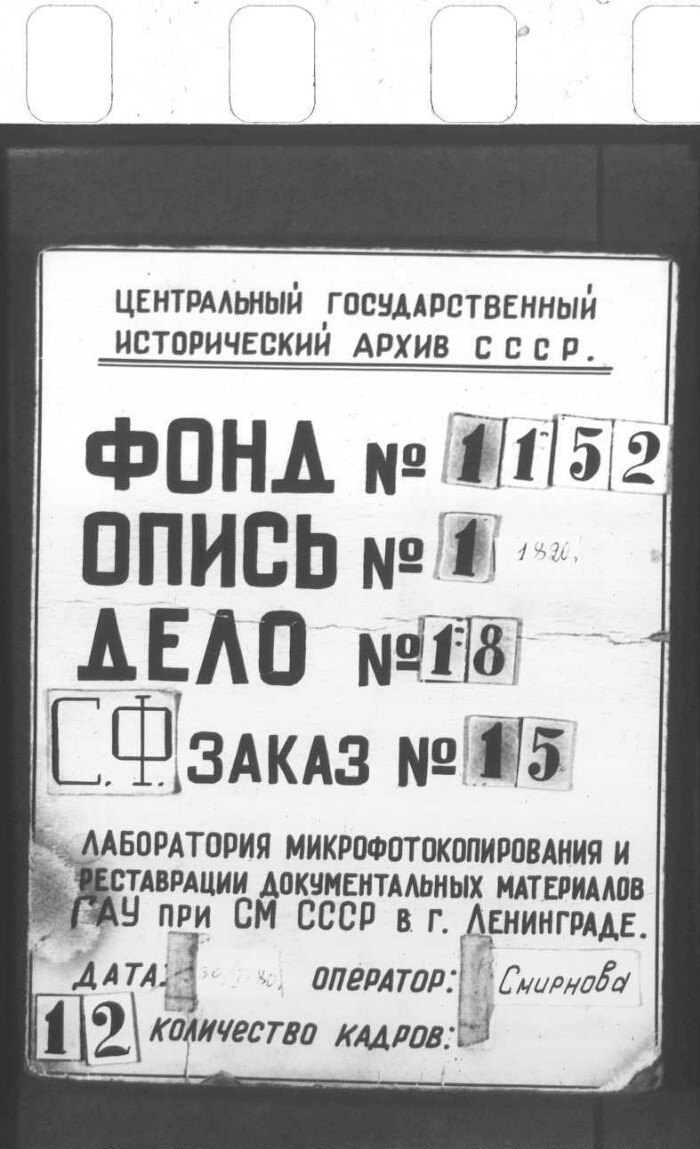 ЦЕНТРАЛЬНЫЙ ГОСУДАРСТВЕННЫЙ
ИСТОРИЧЕСКИЙ АРХИВ СССР.
ФОНД № 1152
ОПИСЬ № 1 1820,
ДЕЛО № 18
С.Ф. ЗАКАЗ № 15
ЛАБОРАТОРИЯ МИКРОФОТОКОПИРОВАНИЯ И
РЕСТАВРАЦИИ ДОКУМЕНТАЛЬНЫХ МАТЕРИАЛОВ
ГАУ ПРИ СМ СССР В Г. ЛЕНИНГРАДЕ.
ДАТА: ОПЕРАТОР: Смирнова
12 КОЛИЧЕСТВО КАДРОВ: